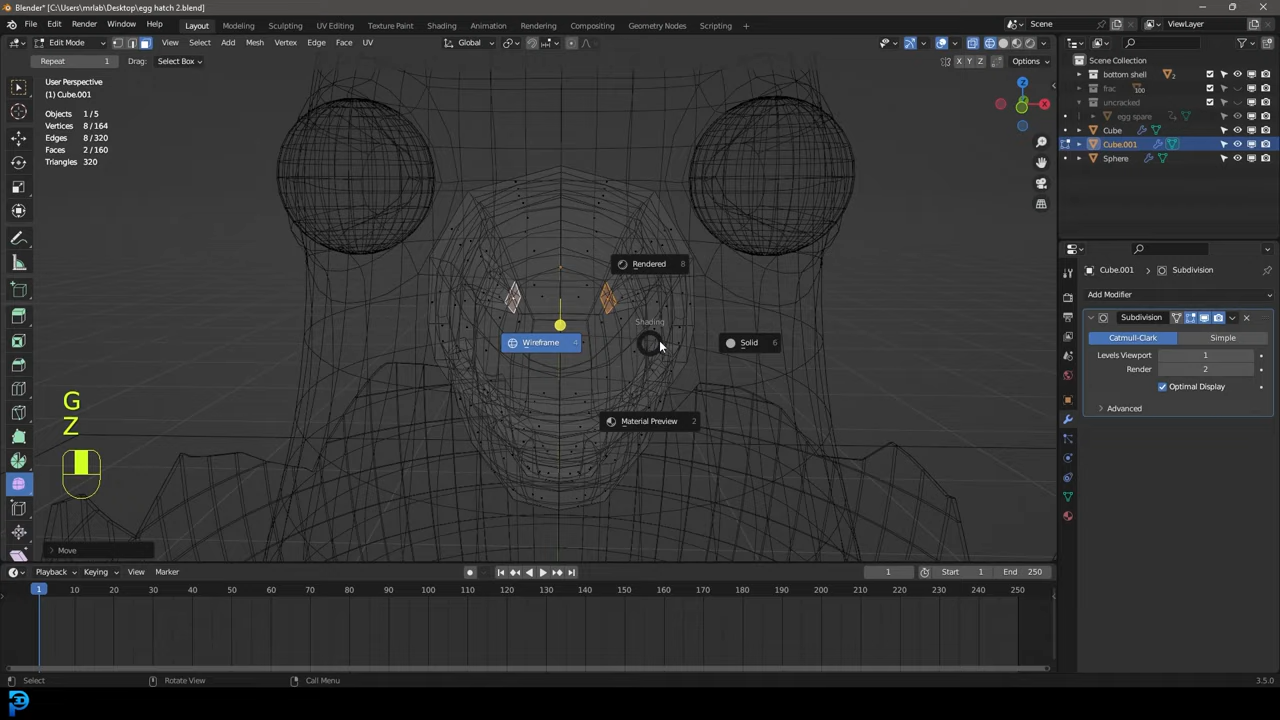 Blender* [C:\Users\mrlab\Desktop\egg hatch 2.blend]
File Edit Render Window Help Layout Modeling Sculpting UV Editing Texture Paint Shading Animation Rendering Compositing Geometry Nodes Scripting + Scene ViewLayer
Edit Mode View Select Add Mesh Vertex Edge Face UV Global
Repeat 1 Drag: Select Box X Y Z Options
User Perspective
(1) Cube.001
Objects 1/5
Vertices 8/164
Edges 8/320
Faces 2/160
Triangles 320
Z
X
Rendered 8
Shading
Wireframe 4
Solid 6
Material Preview 2
G
Z
Move
Scene Collection
bottom shell 2
frac 100
uncracked
egg spare
Cube
Cube.001
Sphere
Cube.001 Subdivision
Add Modifier
Subdivision
Catmull-Clark Simple
Levels Viewport 1
Render 2
Optimal Display
Advanced
Playback Keying View Marker 1 Start 1 End 250
1 10 20 30 40 50 60 70 80 90 100 110 120 130 140 150 160 170 180 190 200 210 220 230 240 250
Select Rotate View Call Menu 3.5.0